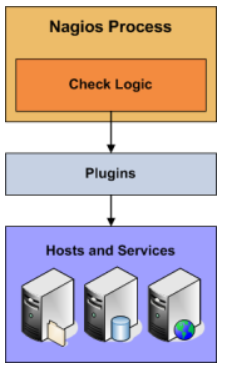 Nagios Process
Check Logic
Plugins
Hosts and Services